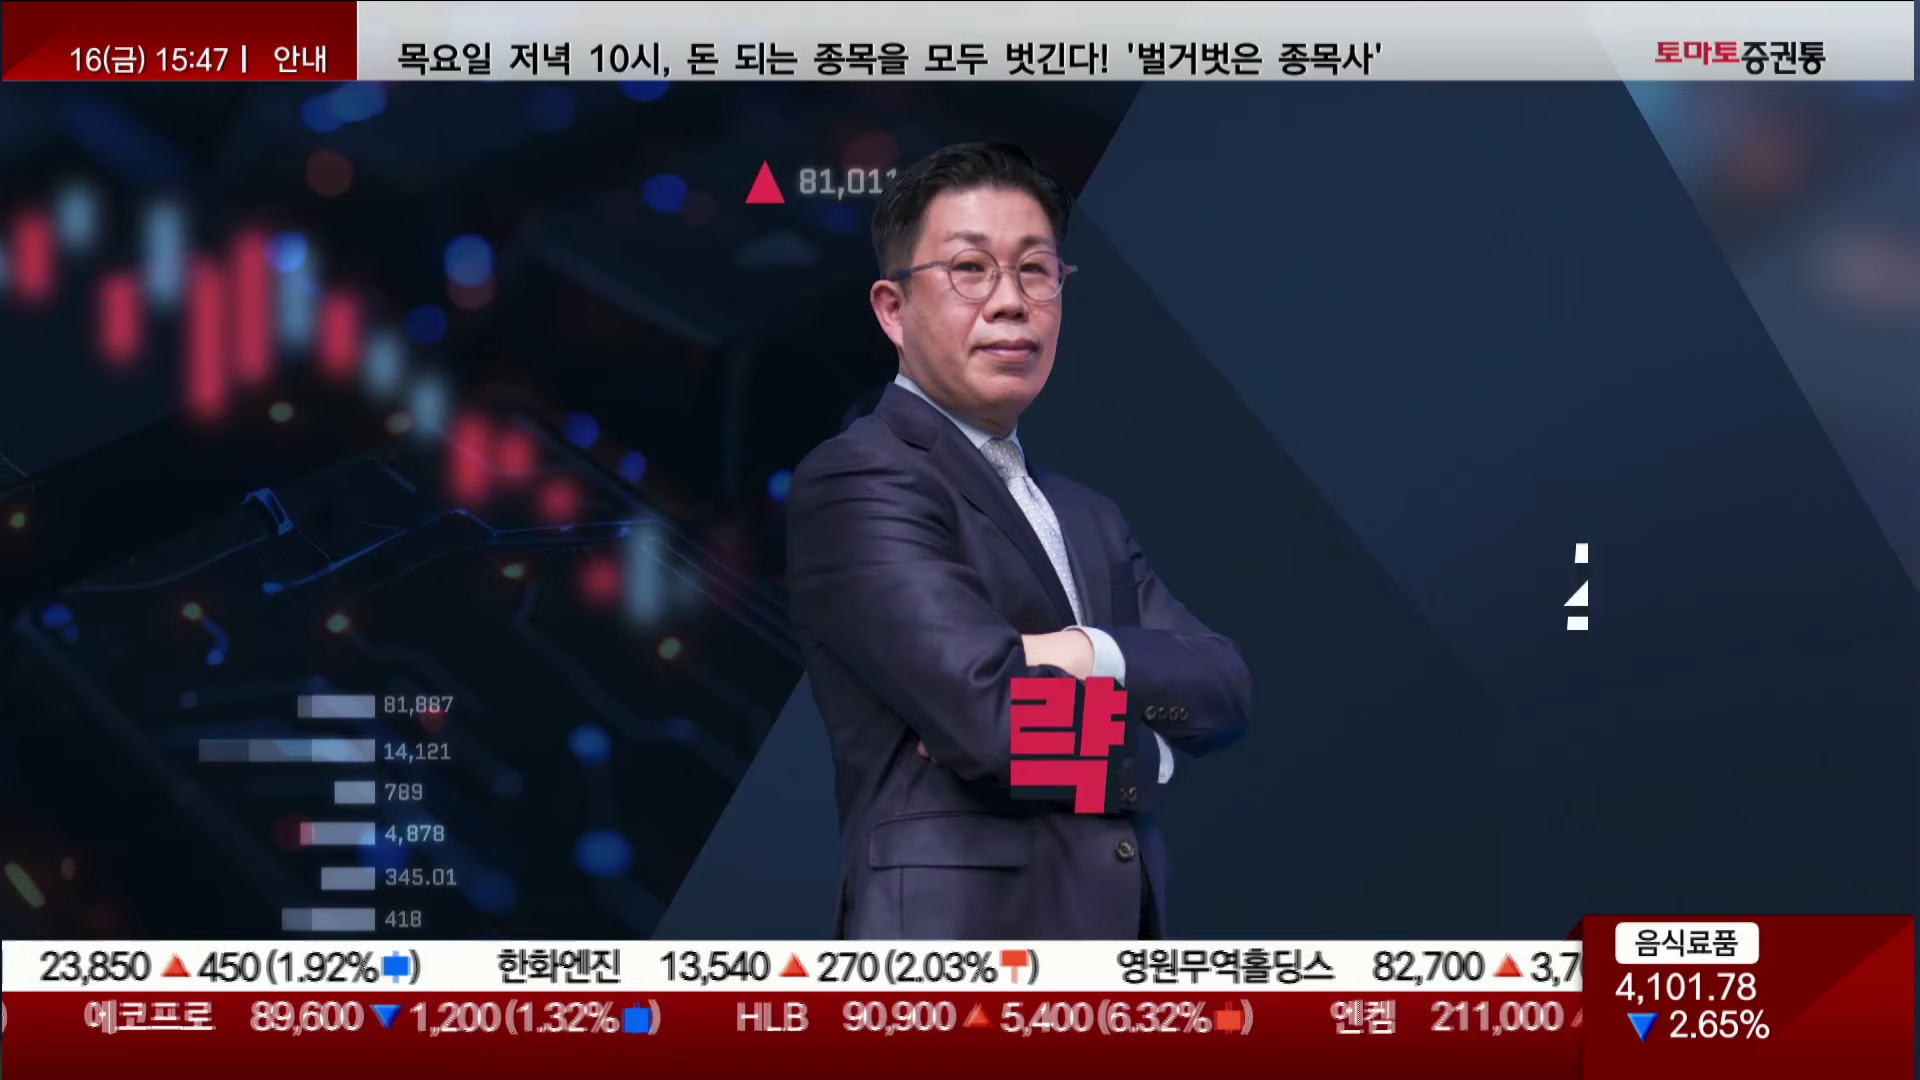 16(금) 15:47 | 안내
목요일 저녁 10시, 돈 되는 종목을 모두 벗긴다! '벌거벗은 종목사'
토마토증권통
▲ 81,011
략
81,887
14,121
789
4,878
345.01
418
23,850 ▲ 450 (1.92%) 한화엔진 13,540 ▲ 270 (2.03%) 영원무역홀딩스 82,700 ▲ 3,7
) 에코프로 89,600 ▼ 1,200 (1.32%) HLB 90,900 ▲ 5,400 (6.32%) 엔켐 211,000
음식료품
4,101.78
▼ 2.65%